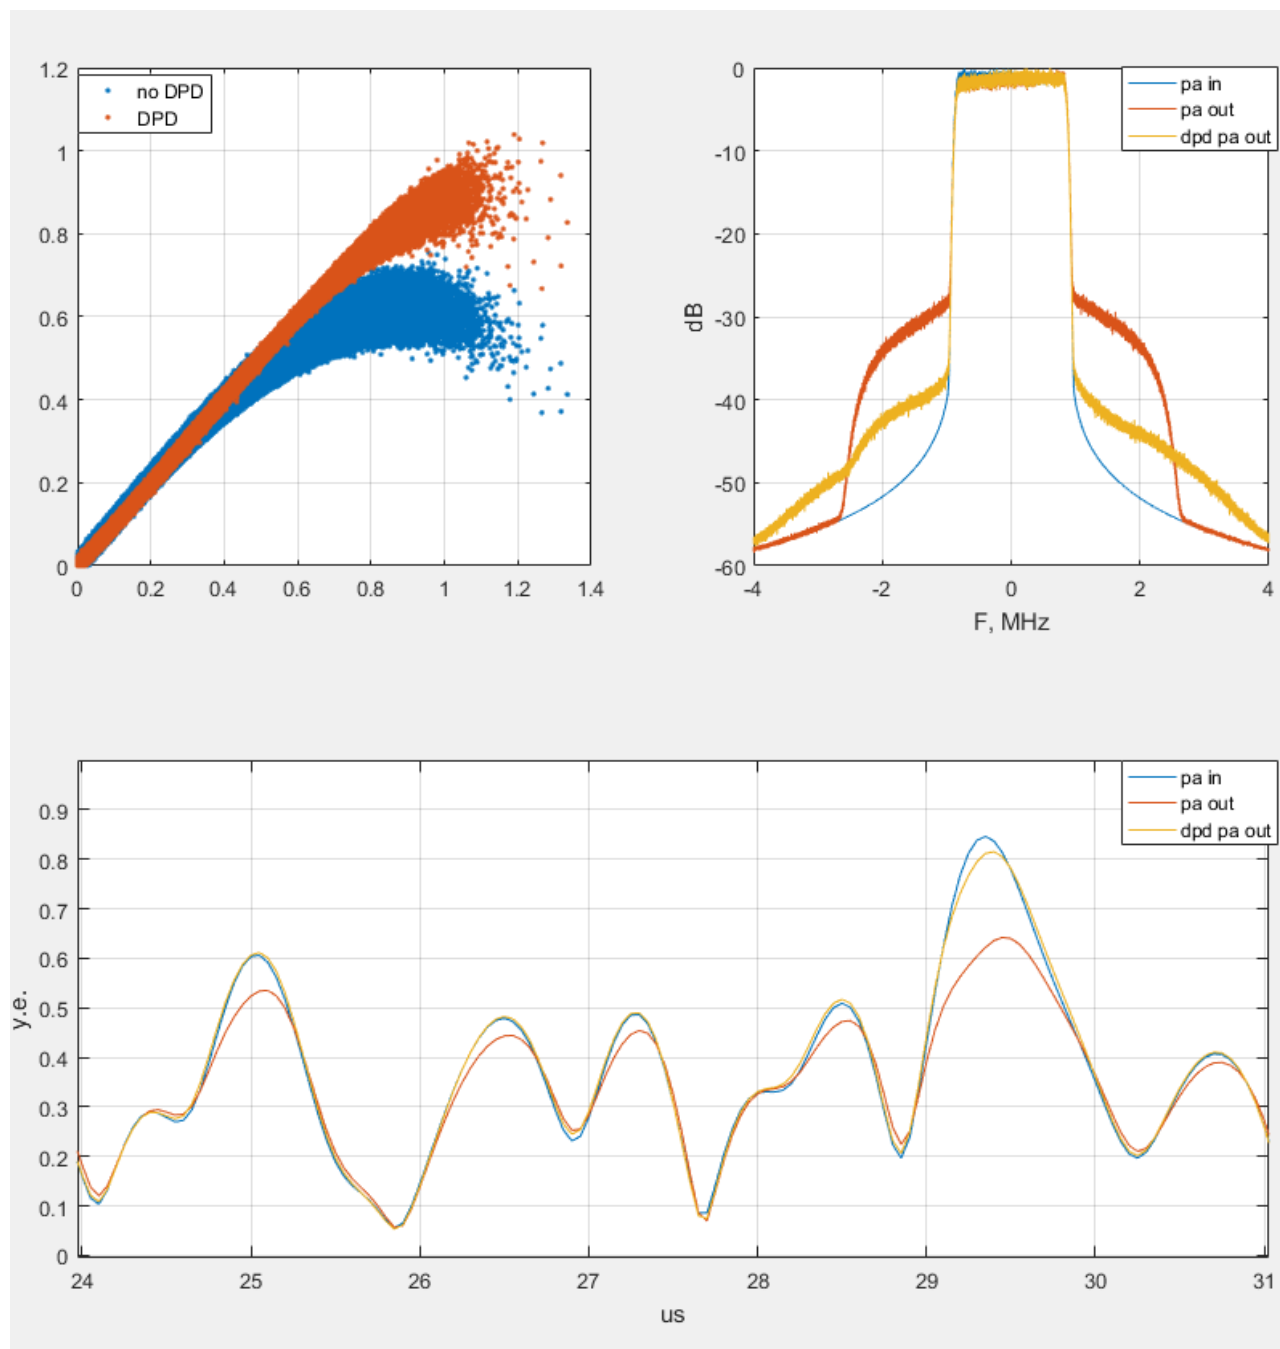 1.2
1
0.8
0.6
0.4
0.2
0
0 0.2 0.4 0.6 0.8 1 1.2 1.4
no DPD
DPD
0
-10
-20
-30
-40
-50
-60
dB
-4 -2 0 2 4
F, MHz
pa in
pa out
dpd pa out
0.9
0.8
0.7
0.6
0.5
0.4
0.3
0.2
0.1
0
y.e.
24 25 26 27 28 29 30 31
us
pa in
pa out
dpd pa out